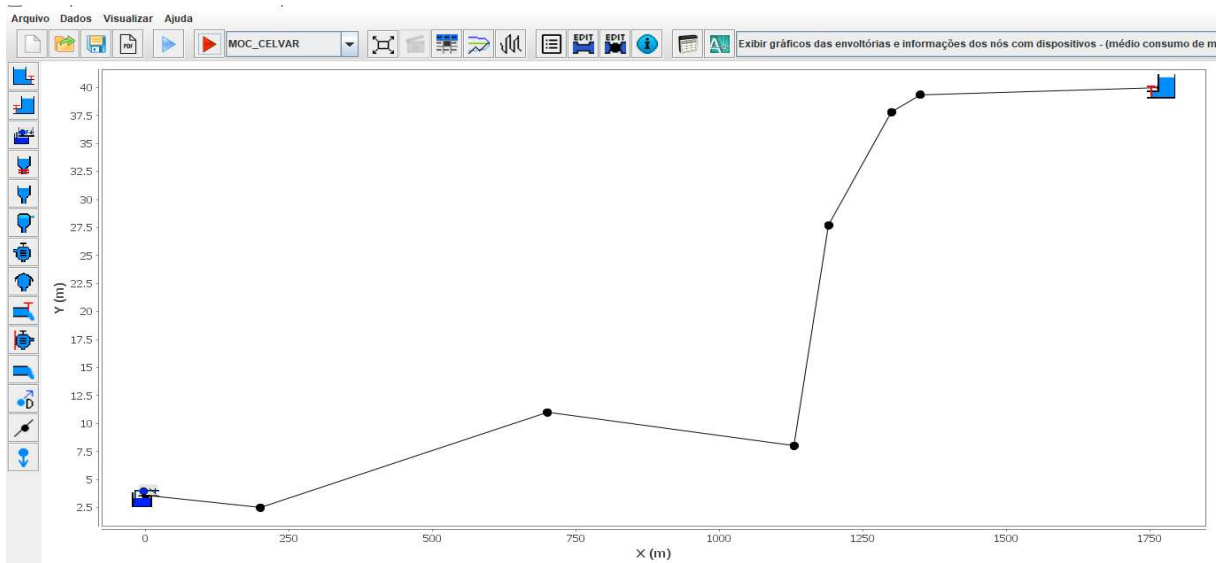 Arquivo Dados Visualizar Ajuda
PDF MOC_CELVAR EDIT EDIT Exibir gráficos das envoltórias e informações dos nós com dispositivos - (médio consumo de m
40
37.5
35
32.5
30
27.5
25
22.5
20
17.5
15
12.5
10
7.5
5
2.5
Y (m)
D
0 250 500 750 1000 1250 1500 1750
X (m)